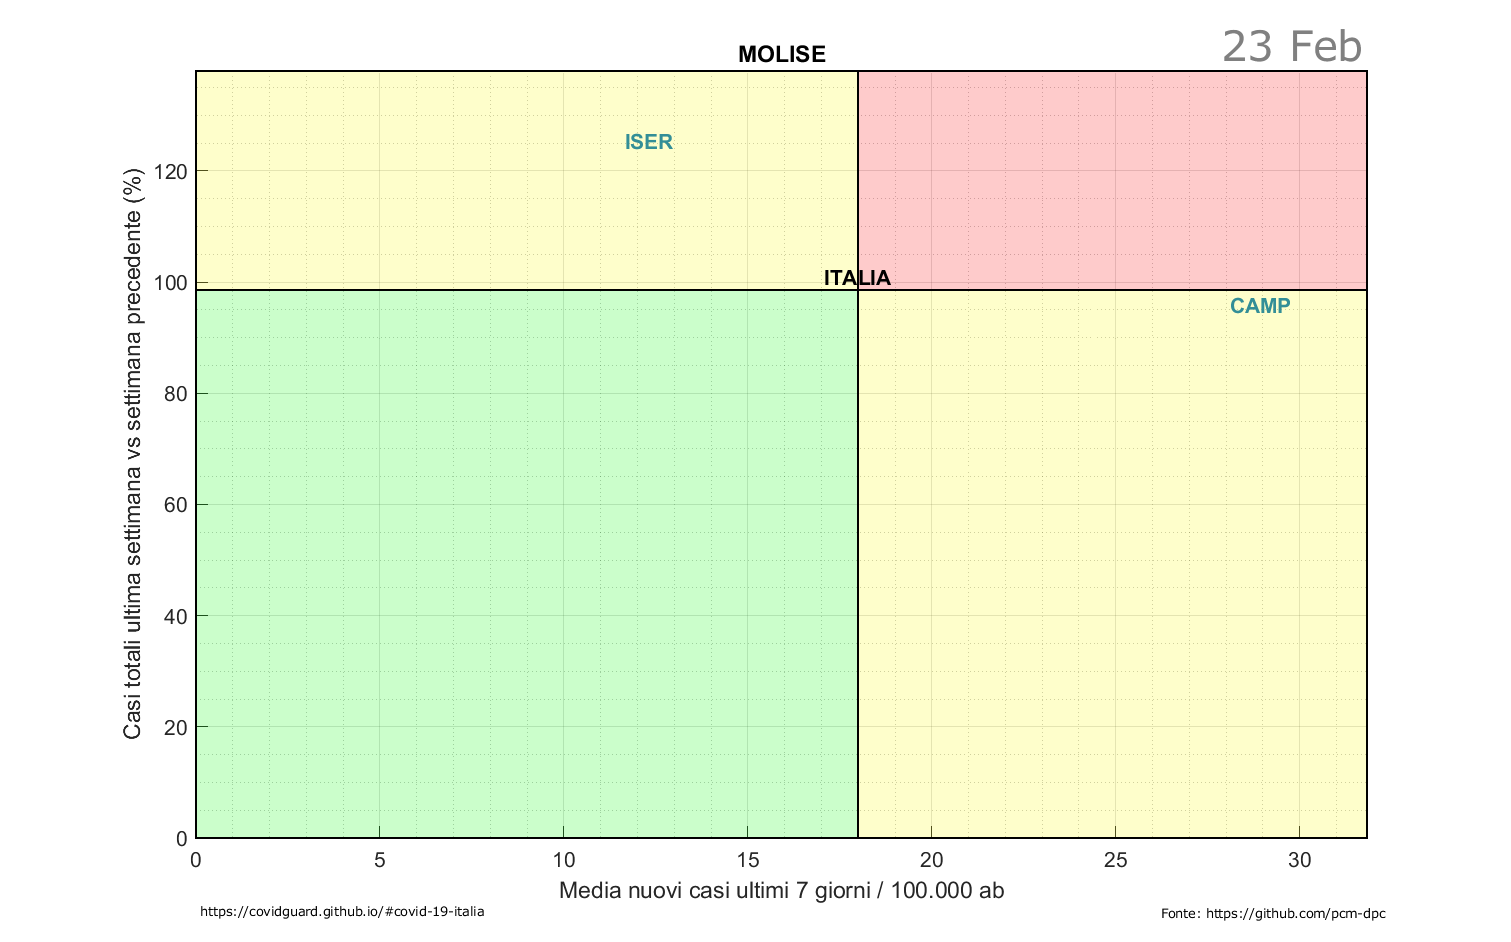 MOLISE
23 Feb
Casi totali ultima settimana vs settimana precedente (%)
120
100
80
60
40
20
0
ISER
ITALIA
CAMP
0 5 10 15 20 25 30
Media nuovi casi ultimi 7 giorni / 100.000 ab
https://covidguard.github.io/#covid-19-italia
Fonte: https://github.com/pcm-dpc